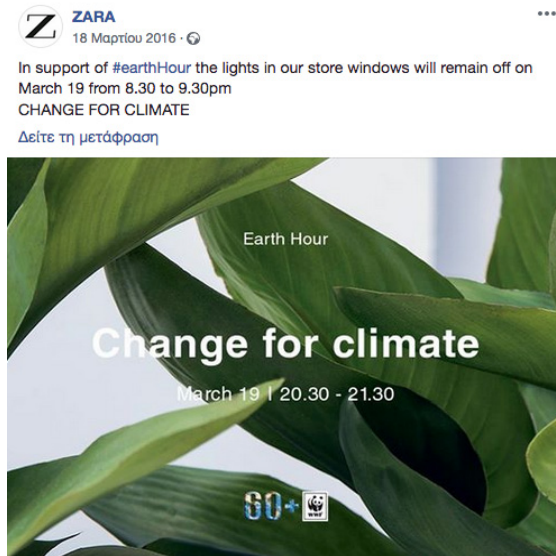 ZARA
18 Μαρτίου 2016 ·
In support of #earthHour the lights in our store windows will remain off on
March 19 from 8.30 to 9.30pm
CHANGE FOR CLIMATE
Δείτε τη μετάφραση
Earth Hour
Change for climate
March 19 | 20.30 - 21.30
60+ WWF